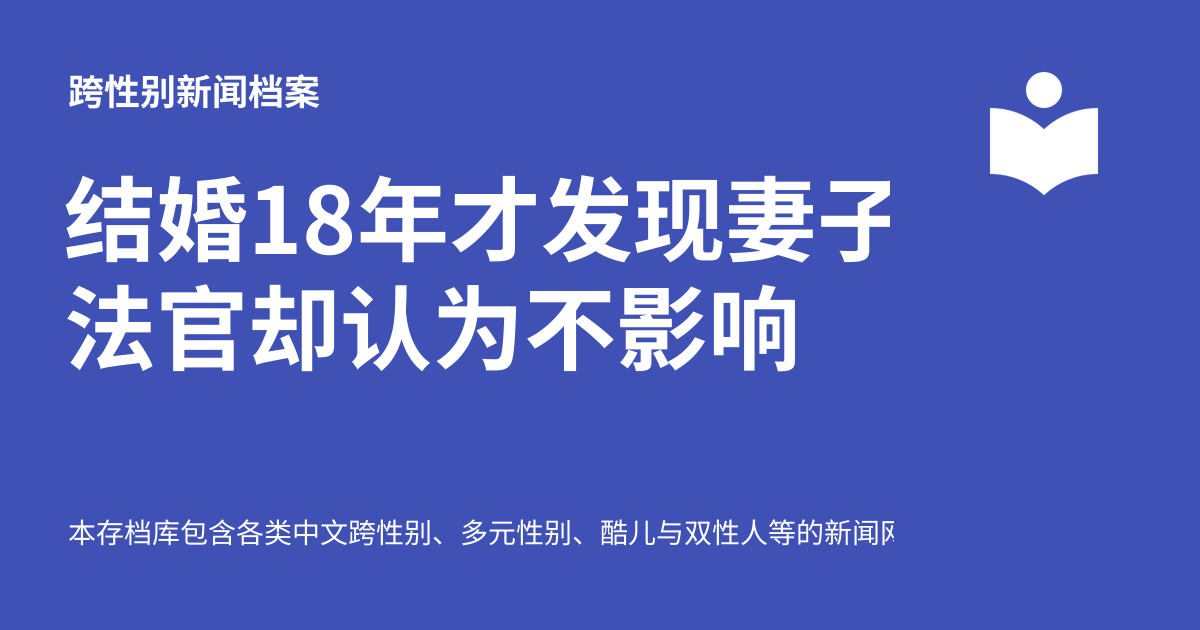 跨性别新闻档案
结婚18年才发现妻子
法官却认为不影响
本存档库包含各类中文跨性别、多元性别、酷儿与双性人等的新闻网